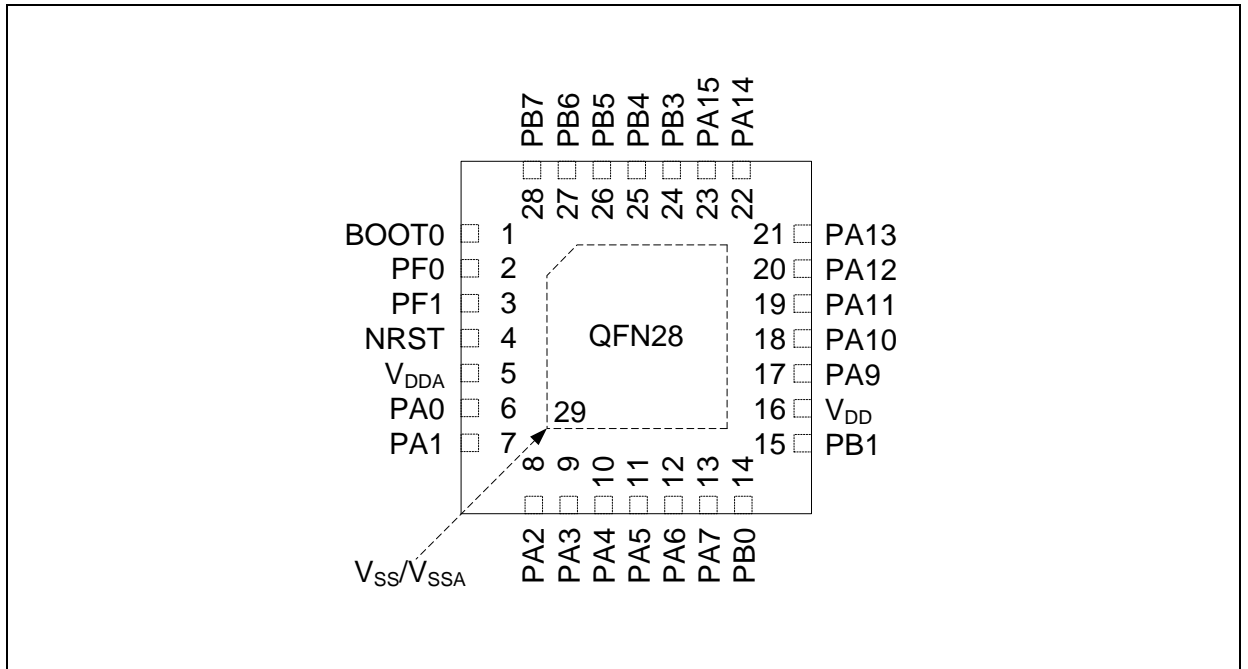 PB7 PB6 PB5 PB4 PB3 PA15 PA14
28 27 26 25 24 23 22
BOOT0 1 21 PA13
PF0 2 20 PA12
PF1 3 19 PA11
NRST 4 QFN28 18 PA10
VDDA 5 17 PA9
PA0 6 29 16 VDD
PA1 7 15 PB1
8 9 10 11 12 13 14
PA2 PA3 PA4 PA5 PA6 PA7 PB0
VSS/VSSA